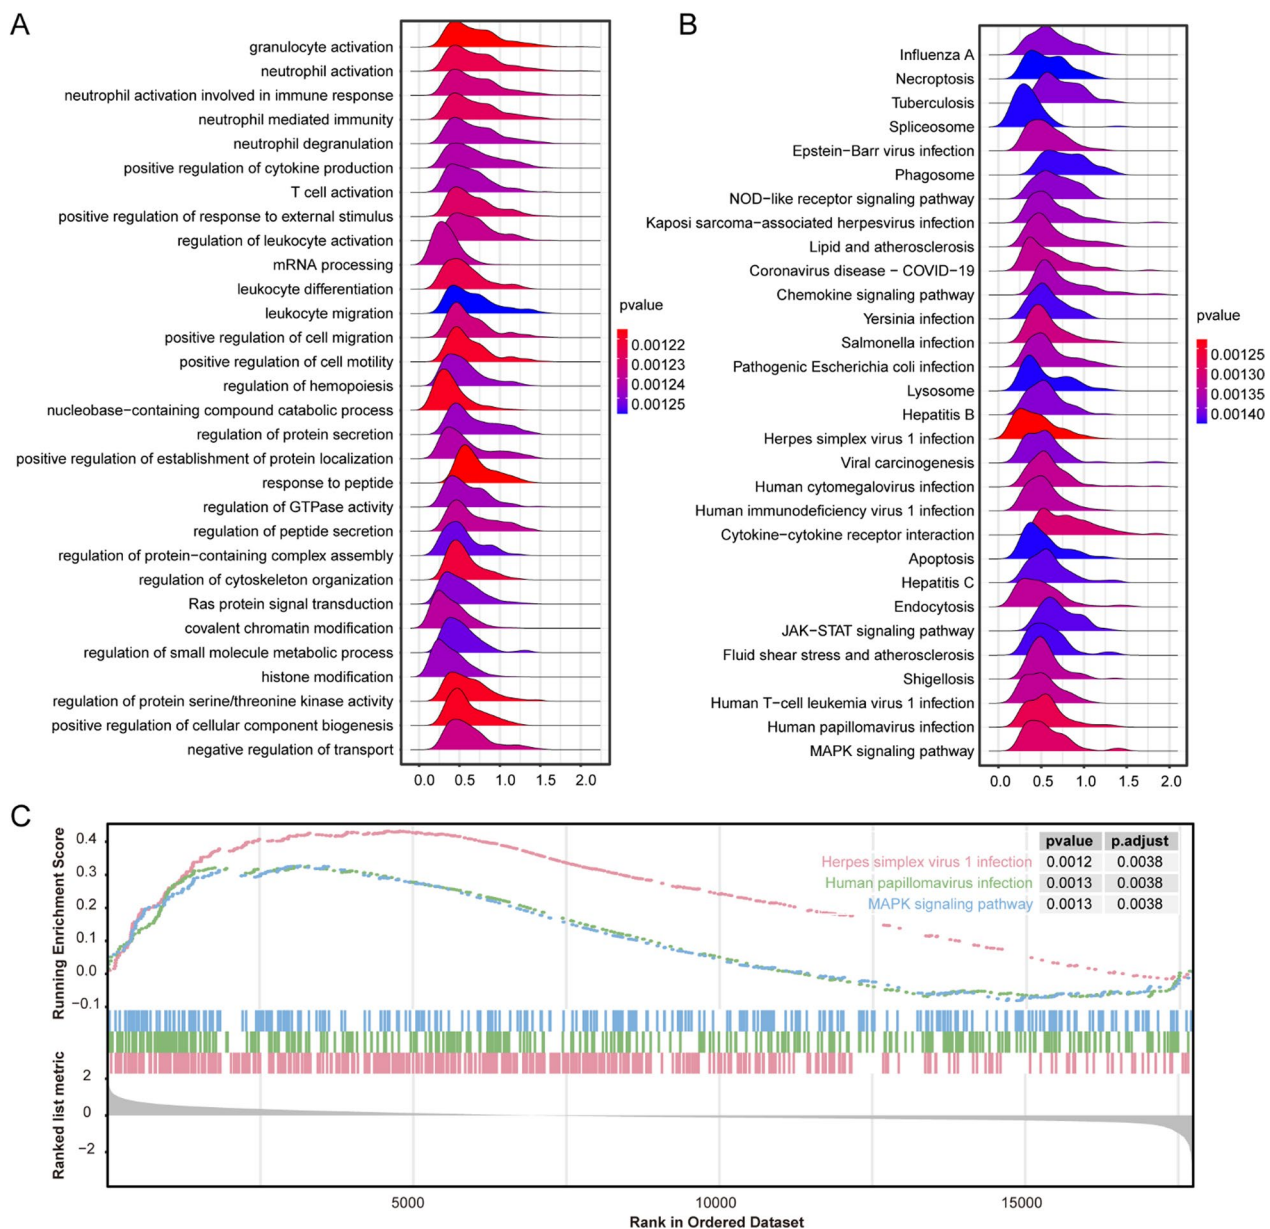 A
granulocyte activation
neutrophil activation
neutrophil activation involved in immune response
neutrophil mediated immunity
neutrophil degranulation
positive regulation of cytokine production
T cell activation
positive regulation of response to external stimulus
regulation of leukocyte activation
mRNA processing
leukocyte differentiation
leukocyte migration
positive regulation of cell migration
positive regulation of cell motility
regulation of hemopoiesis
nucleobase−containing compound catabolic process
regulation of protein secretion
positive regulation of establishment of protein localization
response to peptide
regulation of GTPase activity
regulation of peptide secretion
regulation of protein−containing complex assembly
regulation of cytoskeleton organization
Ras protein signal transduction
covalent chromatin modification
regulation of small molecule metabolic process
histone modification
regulation of protein serine/threonine kinase activity
positive regulation of cellular component biogenesis
negative regulation of transport
0.0 0.5 1.0 1.5 2.0
pvalue
0.00122
0.00123
0.00124
0.00125
B
Influenza A
Necroptosis
Tuberculosis
Spliceosome
Epstein−Barr virus infection
Phagosome
NOD−like receptor signaling pathway
Kaposi sarcoma−associated herpesvirus infection
Lipid and atherosclerosis
Coronavirus disease − COVID−19
Chemokine signaling pathway
Yersinia infection
Salmonella infection
Pathogenic Escherichia coli infection
Lysosome
Hepatitis B
Herpes simplex virus 1 infection
Viral carcinogenesis
Human cytomegalovirus infection
Human immunodeficiency virus 1 infection
Cytokine−cytokine receptor interaction
Apoptosis
Hepatitis C
Endocytosis
JAK−STAT signaling pathway
Fluid shear stress and atherosclerosis
Shigellosis
Human T−cell leukemia virus 1 infection
Human papillomavirus infection
MAPK signaling pathway
0.0 0.5 1.0 1.5 2.0
pvalue
0.00125
0.00130
0.00135
0.00140
C
Running Enrichment Score
0.4
0.3
0.2
0.1
0.0
−0.1
pvalue p.adjust
Herpes simplex virus 1 infection 0.0012 0.0038
Human papillomavirus infection 0.0013 0.0038
MAPK signaling pathway 0.0013 0.0038
Ranked list metric
2
0
−2
5000 10000 15000
Rank in Ordered Dataset